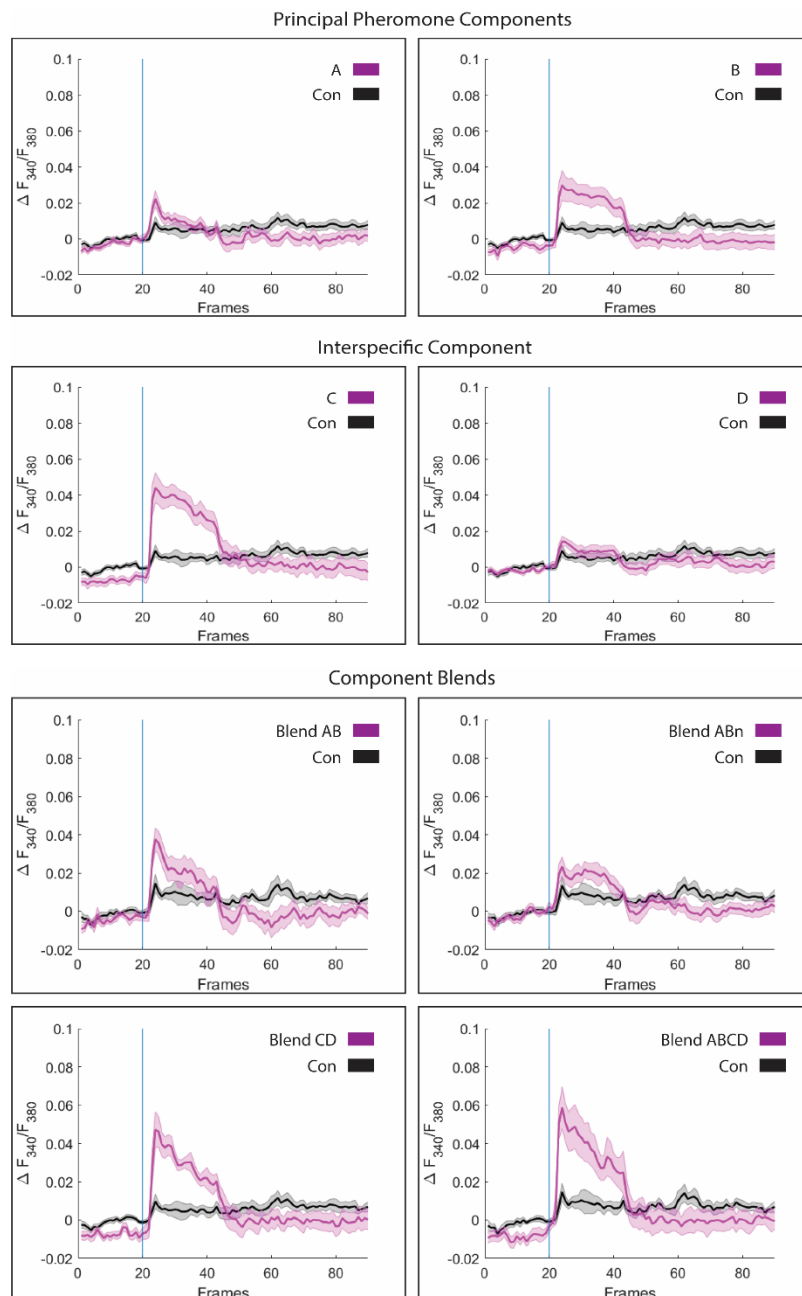 Principal Pheromone Components
0.1
0.08
0.06
0.04
0.02
0
-0.02
Δ F340/F380
A
Con
0 20 40 60 80
Frames
0.1
0.08
0.06
0.04
0.02
0
-0.02
Δ F340/F380
B
Con
0 20 40 60 80
Frames
Interspecific Component
0.1
0.08
0.06
0.04
0.02
0
-0.02
Δ F340/F380
C
Con
0 20 40 60 80
Frames
0.1
0.08
0.06
0.04
0.02
0
-0.02
Δ F340/F380
D
Con
0 20 40 60 80
Frames
Component Blends
0.1
0.08
0.06
0.04
0.02
0
-0.02
Δ F340/F380
Blend AB
Con
0 20 40 60 80
Frames
0.1
0.08
0.06
0.04
0.02
0
-0.02
Δ F340/F380
Blend ABn
Con
0 20 40 60 80
Frames
0.1
0.08
0.06
0.04
0.02
0
-0.02
Δ F340/F380
Blend CD
Con
0 20 40 60 80
Frames
0.1
0.08
0.06
0.04
0.02
0
-0.02
Δ F340/F380
Blend ABCD
Con
0 20 40 60 80
Frames